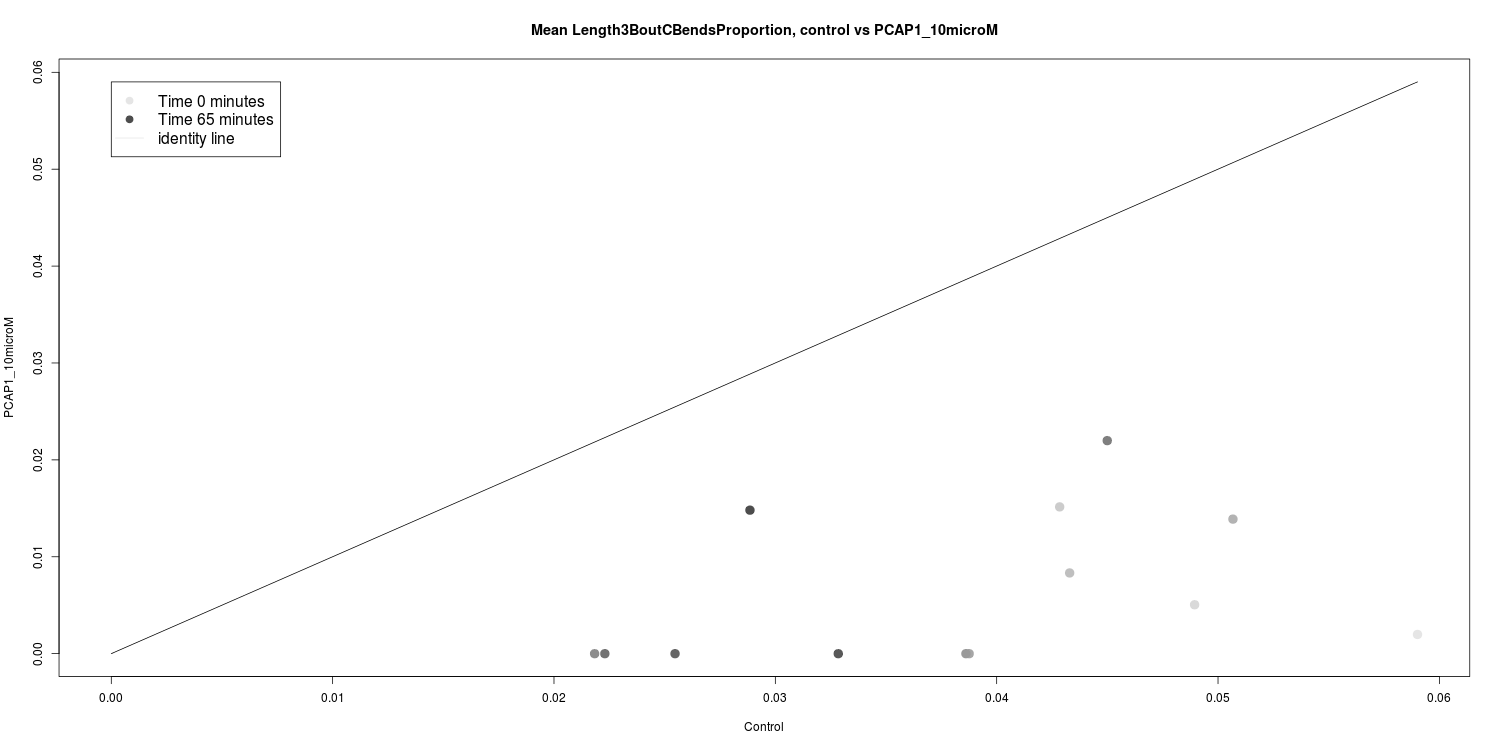 Mean Length3BoutCBendsProportion, control vs PCAP1_10microM
Time 0 minutes
Time 65 minutes
identity line
PCAP1_10microM
0.06
0.05
0.04
0.03
0.02
0.01
0.00
0.00 0.01 0.02 0.03 0.04 0.05 0.06
Control